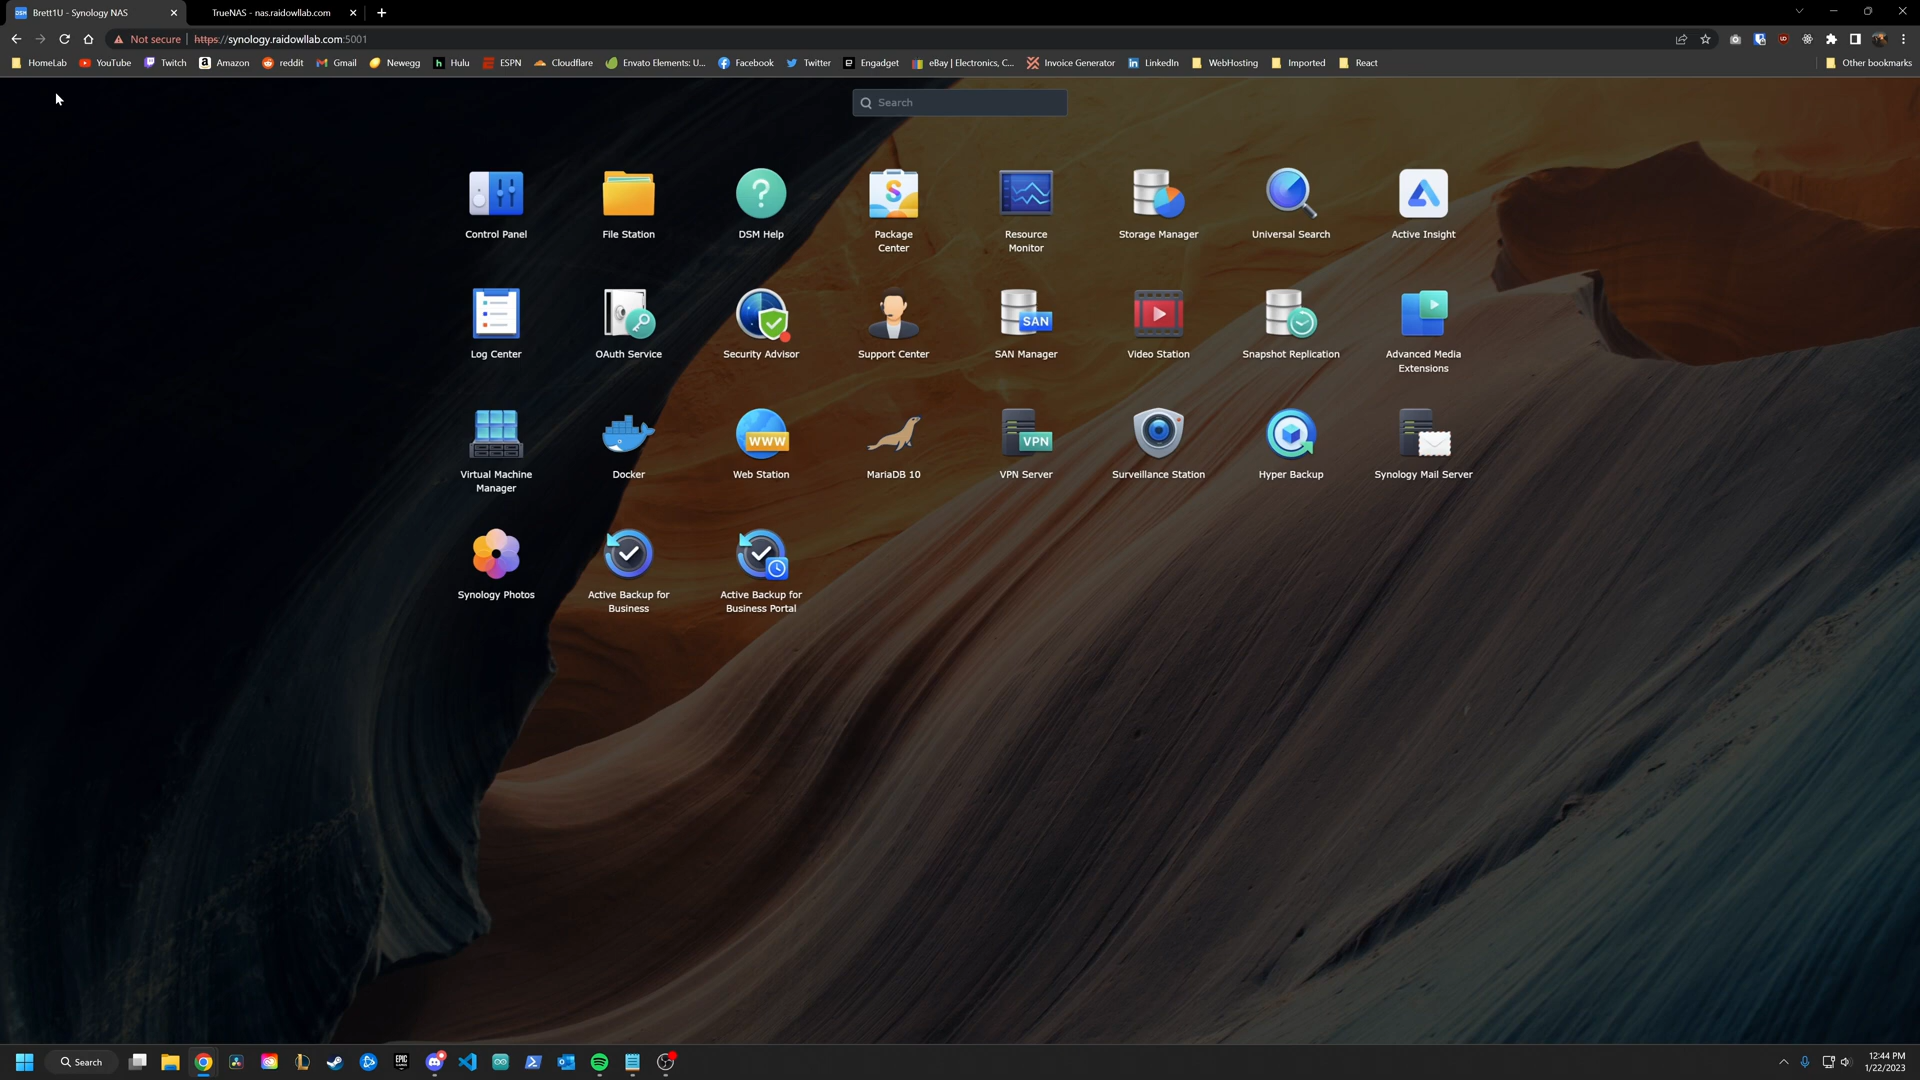 Brett1U - Synology NAS
TrueNAS - nas.raidowllab.com
Not secure
https://synology.raidowllab.com:5001
HomeLab
YouTube
Twitch
Amazon
reddit
Gmail
Newegg
Hulu
ESPN
Cloudflare
Envato Elements: U...
Facebook
Twitter
Engadget
eBay | Electronics, C...
Invoice Generator
LinkedIn
WebHosting
Imported
React
Other bookmarks
Search
Control Panel
File Station
DSM Help
Package
Center
Resource
Monitor
Storage Manager
Universal Search
Active Insight
Log Center
OAuth Service
Security Advisor
Support Center
SAN
SAN Manager
Video Station
Snapshot Replication
Advanced Media
Extensions
Virtual Machine
Manager
Docker
WWW
Web Station
MariaDB 10
VPN
VPN Server
Surveillance Station
Hyper Backup
Synology Mail Server
Synology Photos
Active Backup for
Business
Active Backup for
Business Portal
Search
12:44 PM
1/22/2023